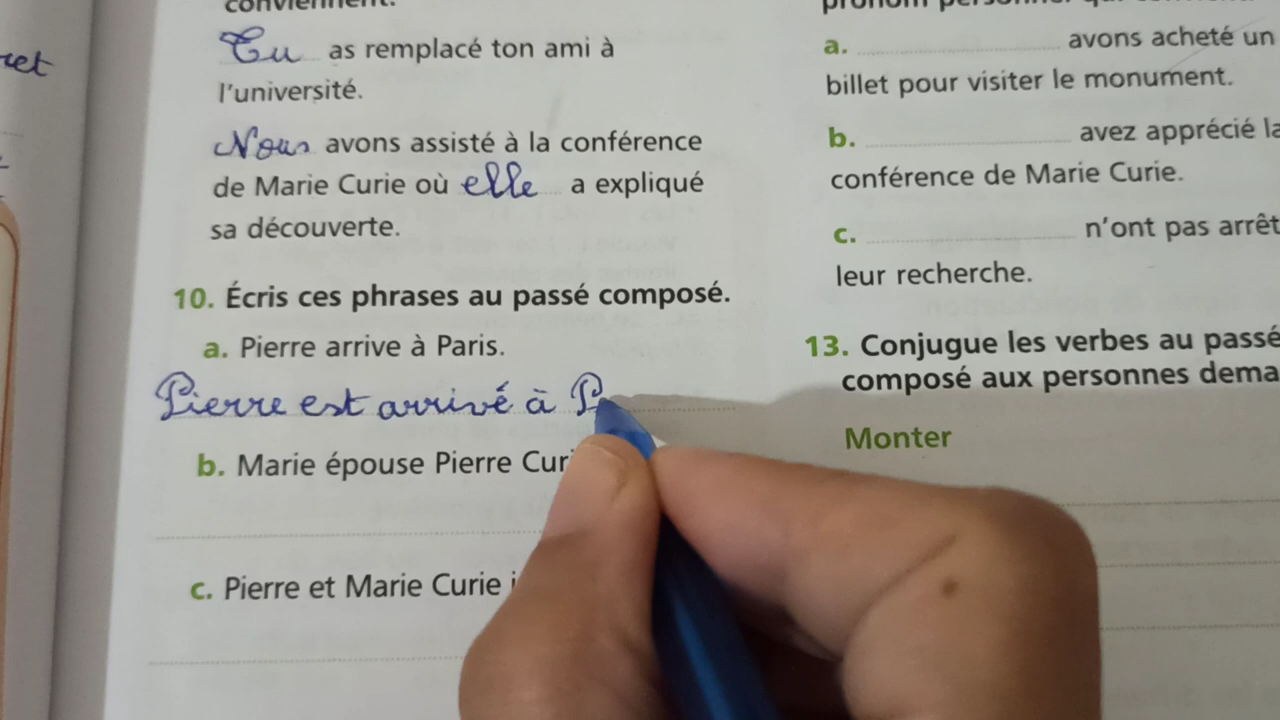 conviennent.
Tu as remplacé ton ami à
l'université.
Nous avons assisté à la conférence
de Marie Curie où elle a expliqué
sa découverte.
10. Écris ces phrases au passé composé.
a. Pierre arrive à Paris.
Pierre est arrivé à P
b. Marie épouse Pierre Curi
c. Pierre et Marie Curie
a. avons acheté un
billet pour visiter le monument.
b. avez apprécié la
conférence de Marie Curie.
c. n'ont pas arrêt
leur recherche.
13. Conjugue les verbes au passé
composé aux personnes dema
Monter